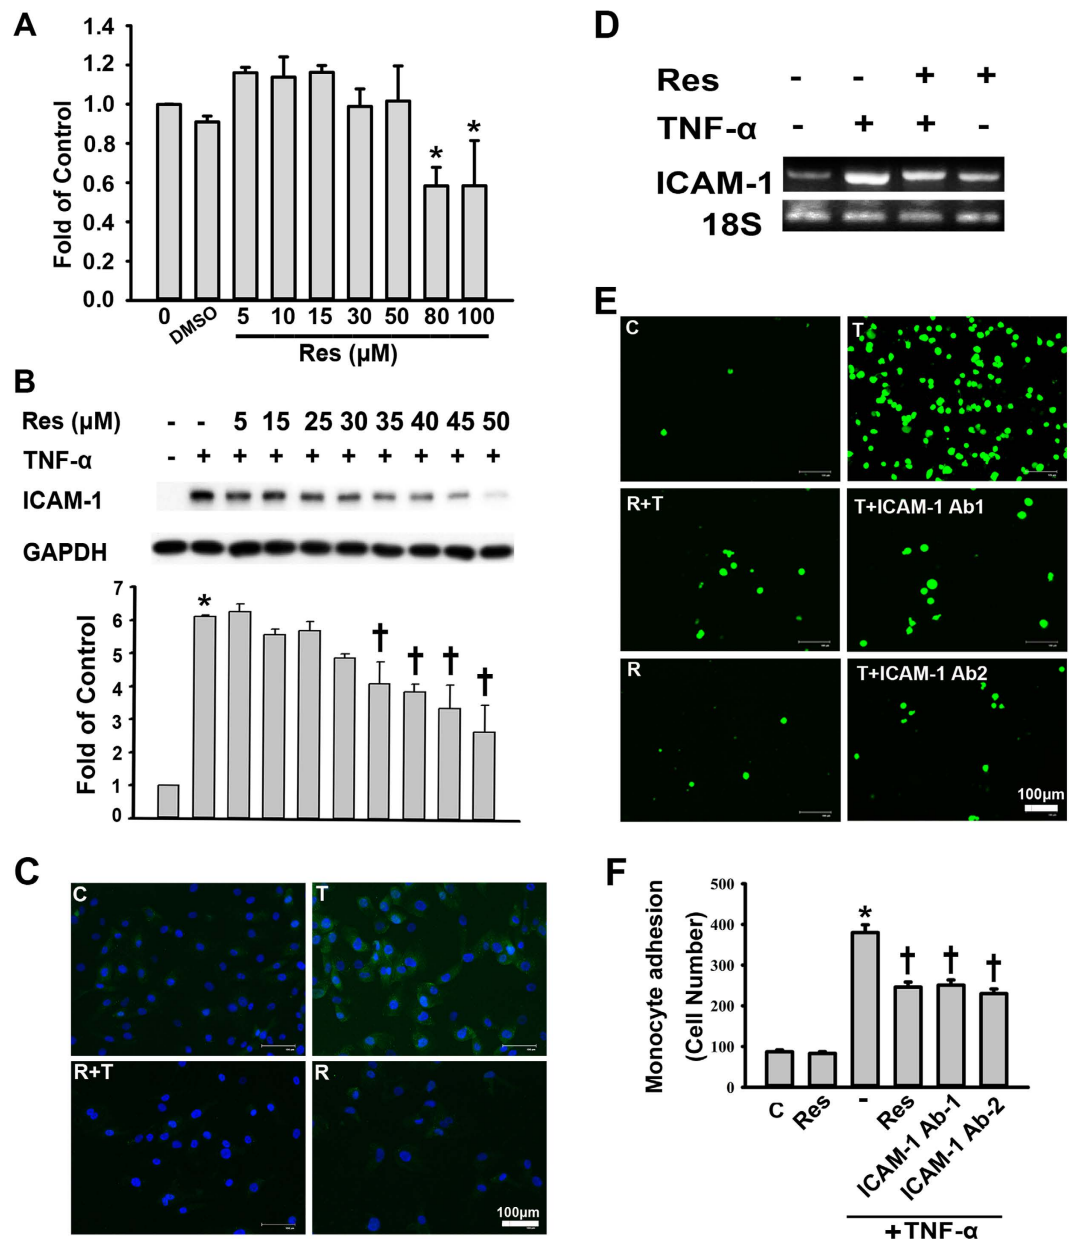 A
1.4
1.2
1.0
0.8
0.6
0.4
0.2
0.0
Fold of Control
* *
0 DMSO 5 10 15 30 50 80 100
Res (μM)
B
Res (μM) - - 5 15 25 30 35 40 45 50
TNF-α - + + + + + + + + +
ICAM-1
GAPDH
7
6
5
4
3
2
1
0
Fold of Control
* † † † †
C
C T
R+T R
100μm
D
Res - - + +
TNF-α - + + -
ICAM-1
18S
E
C T
R+T T+ICAM-1 Ab1
R T+ICAM-1 Ab2
100μm
F
500
400
300
200
100
0
Monocyte adhesion
(Cell Number)
* † † †
C Res - Res ICAM-1 Ab-1 ICAM-1 Ab-2
+TNF-α